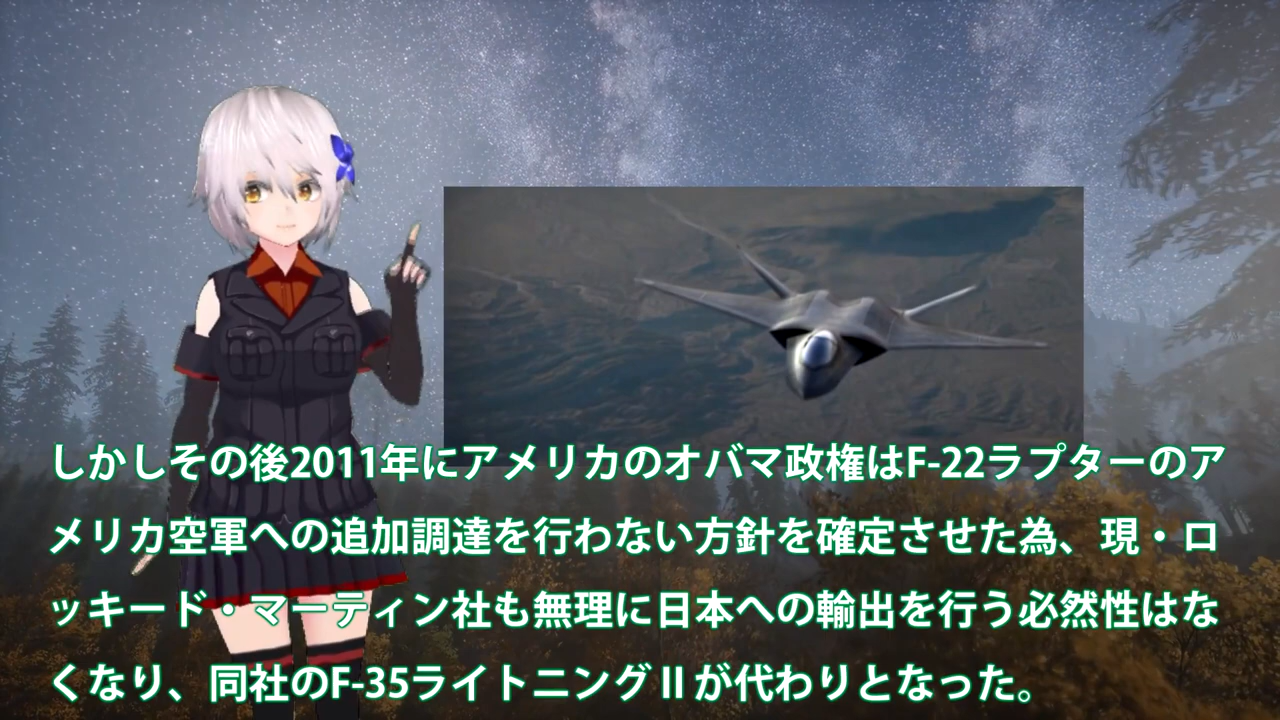 しかしその後2011年にアメリカのオバマ政権はF-22ラプターのア
メリカ空軍への追加調達を行わない方針を確定させた為、現・ロ
ッキード・マーティン社も無理に日本への輸出を行う必然性はな
くなり、同社のF-35ライトニングⅡが代わりとなった。